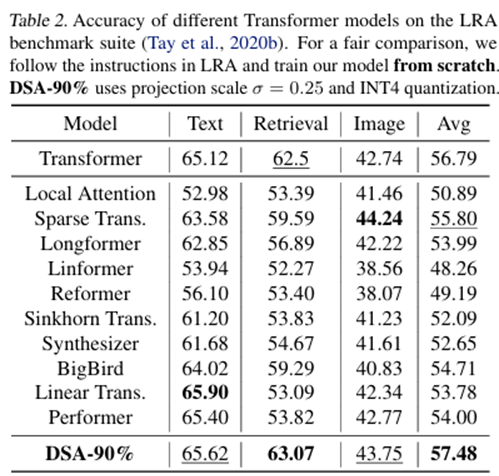 Table 2. Accuracy of different Transformer models on the LRA
benchmark suite (Tay et al., 2020b). For a fair comparison, we
follow the instructions in LRA and train our model from scratch.
DSA-90% uses projection scale σ = 0.25 and INT4 quantization.
Model Text Retrieval Image Avg
Transformer 65.12 62.5 42.74 56.79
Local Attention 52.98 53.39 41.46 50.89
Sparse Trans. 63.58 59.59 44.24 55.80
Longformer 62.85 56.89 42.22 53.99
Linformer 53.94 52.27 38.56 48.26
Reformer 56.10 53.40 38.07 49.19
Sinkhorn Trans. 61.20 53.83 41.23 52.09
Synthesizer 61.68 54.67 41.61 52.65
BigBird 64.02 59.29 40.83 54.71
Linear Trans. 65.90 53.09 42.34 53.78
Performer 65.40 53.82 42.77 54.00
DSA-90% 65.62 63.07 43.75 57.48